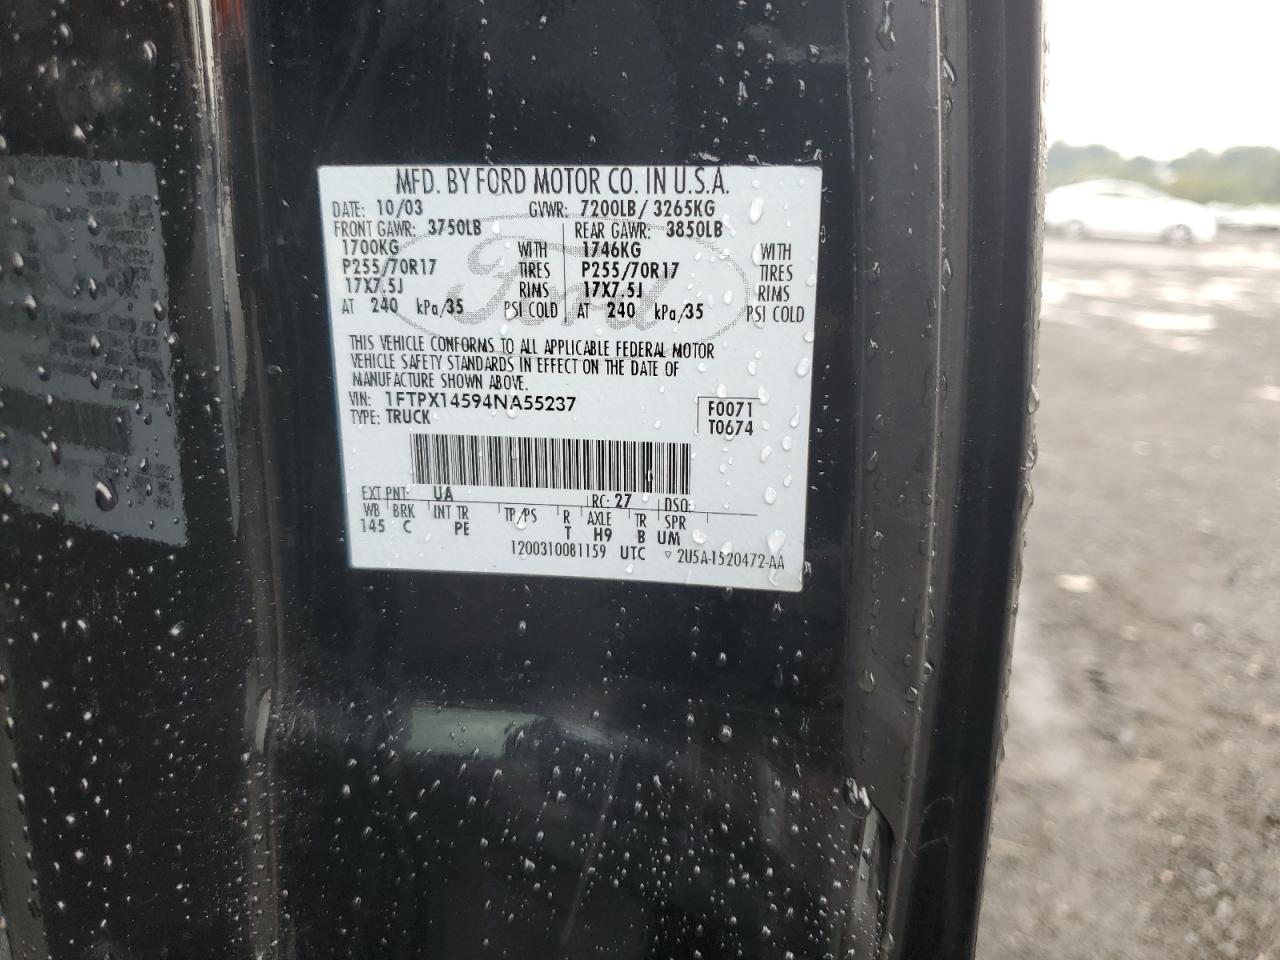 MFD. BY FORD MOTOR CO. IN U.S.A.
DATE: 10/03 GVWR: 7200LB/3265KG
FRONT GAWR: 3750LB REAR GAWR: 3850LB
1700KG WITH 1746KG WITH
P255/70R17 TIRES P255/70R17 TIRES
17X7.5J RIMS 17X7.5J RIMS
AT 240 kPa/35 PSI COLD AT 240 kPa/35 PSI COLD
Ford
THIS VEHICLE CONFORMS TO ALL APPLICABLE FEDERAL MOTOR
VEHICLE SAFETY STANDARDS IN EFFECT ON THE DATE OF
MANUFACTURE SHOWN ABOVE.
VIN: 1FTPX14594NA55237 F0071
TYPE: TRUCK T0674
EXT PNT: UA RC: 27 DSO:
WB BRK INT TR TP/PS R AXLE TR SPR
145 C PE T H9 B UM
1200310081159 UTC ▽ 2U5A-1520472-AA